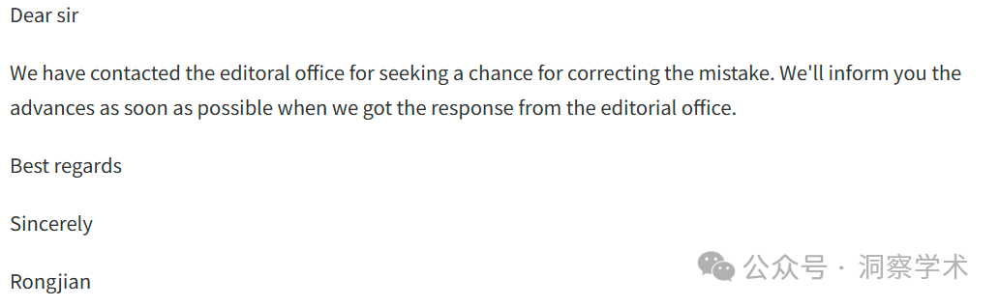 Dear sir
We have contacted the editoral office for seeking a chance for correcting the mistake. We'll inform you the
advances as soon as possible when we got the response from the editorial office.
Best regards
Sincerely
Rongjian
公众号 · 洞察学术